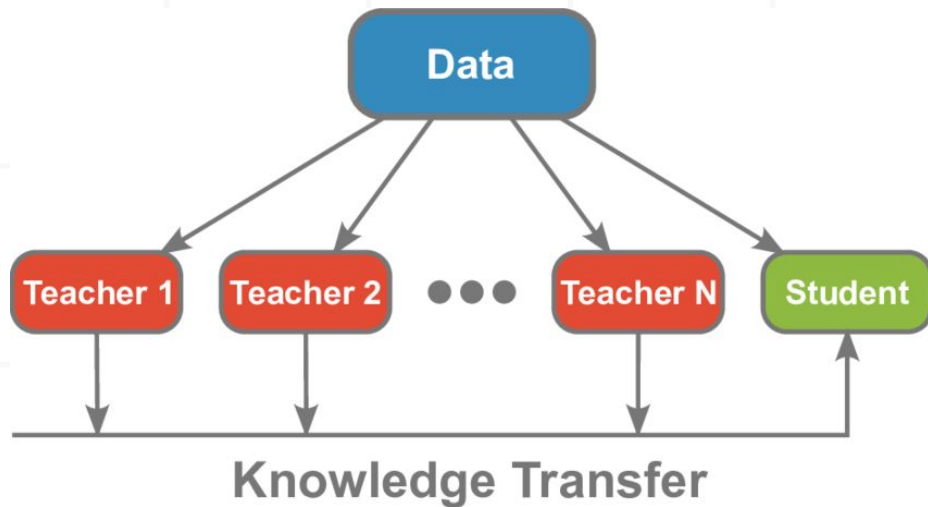 Data
Teacher 1
Teacher 2
Teacher N
Student
Knowledge Transfer